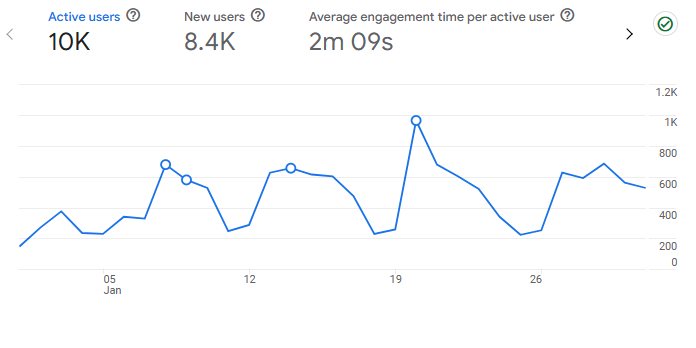 Active users
New users
Average engagement time per active user
10K
8.4K
2m 09s
1.2K
1K
800
600
400
200
0
05
Jan
12
19
26